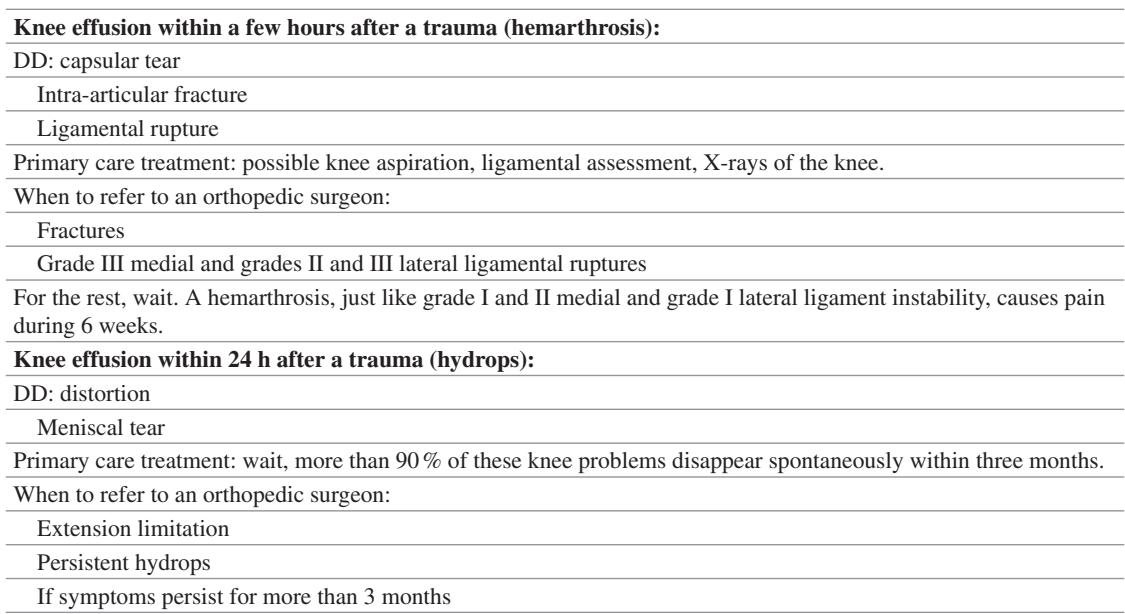 Knee effusion within a few hours after a trauma (hemarthrosis):
DD: capsular tear
Intra-articular fracture
Ligamental rupture
Primary care treatment: possible knee aspiration, ligamental assessment, X-rays of the knee.
When to refer to an orthopedic surgeon:
Fractures
Grade III medial and grades II and III lateral ligamental ruptures
For the rest, wait. A hemarthrosis, just like grade I and II medial and grade I lateral ligament instability, causes pain
during 6 weeks.
Knee effusion within 24 h after a trauma (hydrops):
DD: distortion
Meniscal tear
Primary care treatment: wait, more than 90 % of these knee problems disappear spontaneously within three months.
When to refer to an orthopedic surgeon:
Extension limitation
Persistent hydrops
If symptoms persist for more than 3 months